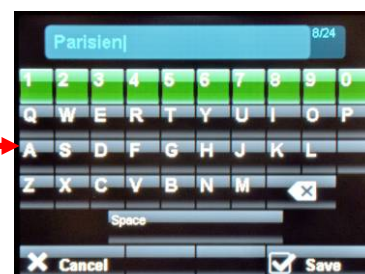 Parisien
8/24
1 2 3 4 5 6 7 8 9 0
Q W E R T Y U I O P
A S D F G H J K L
Z X C V B N M
Space
Cancel Save